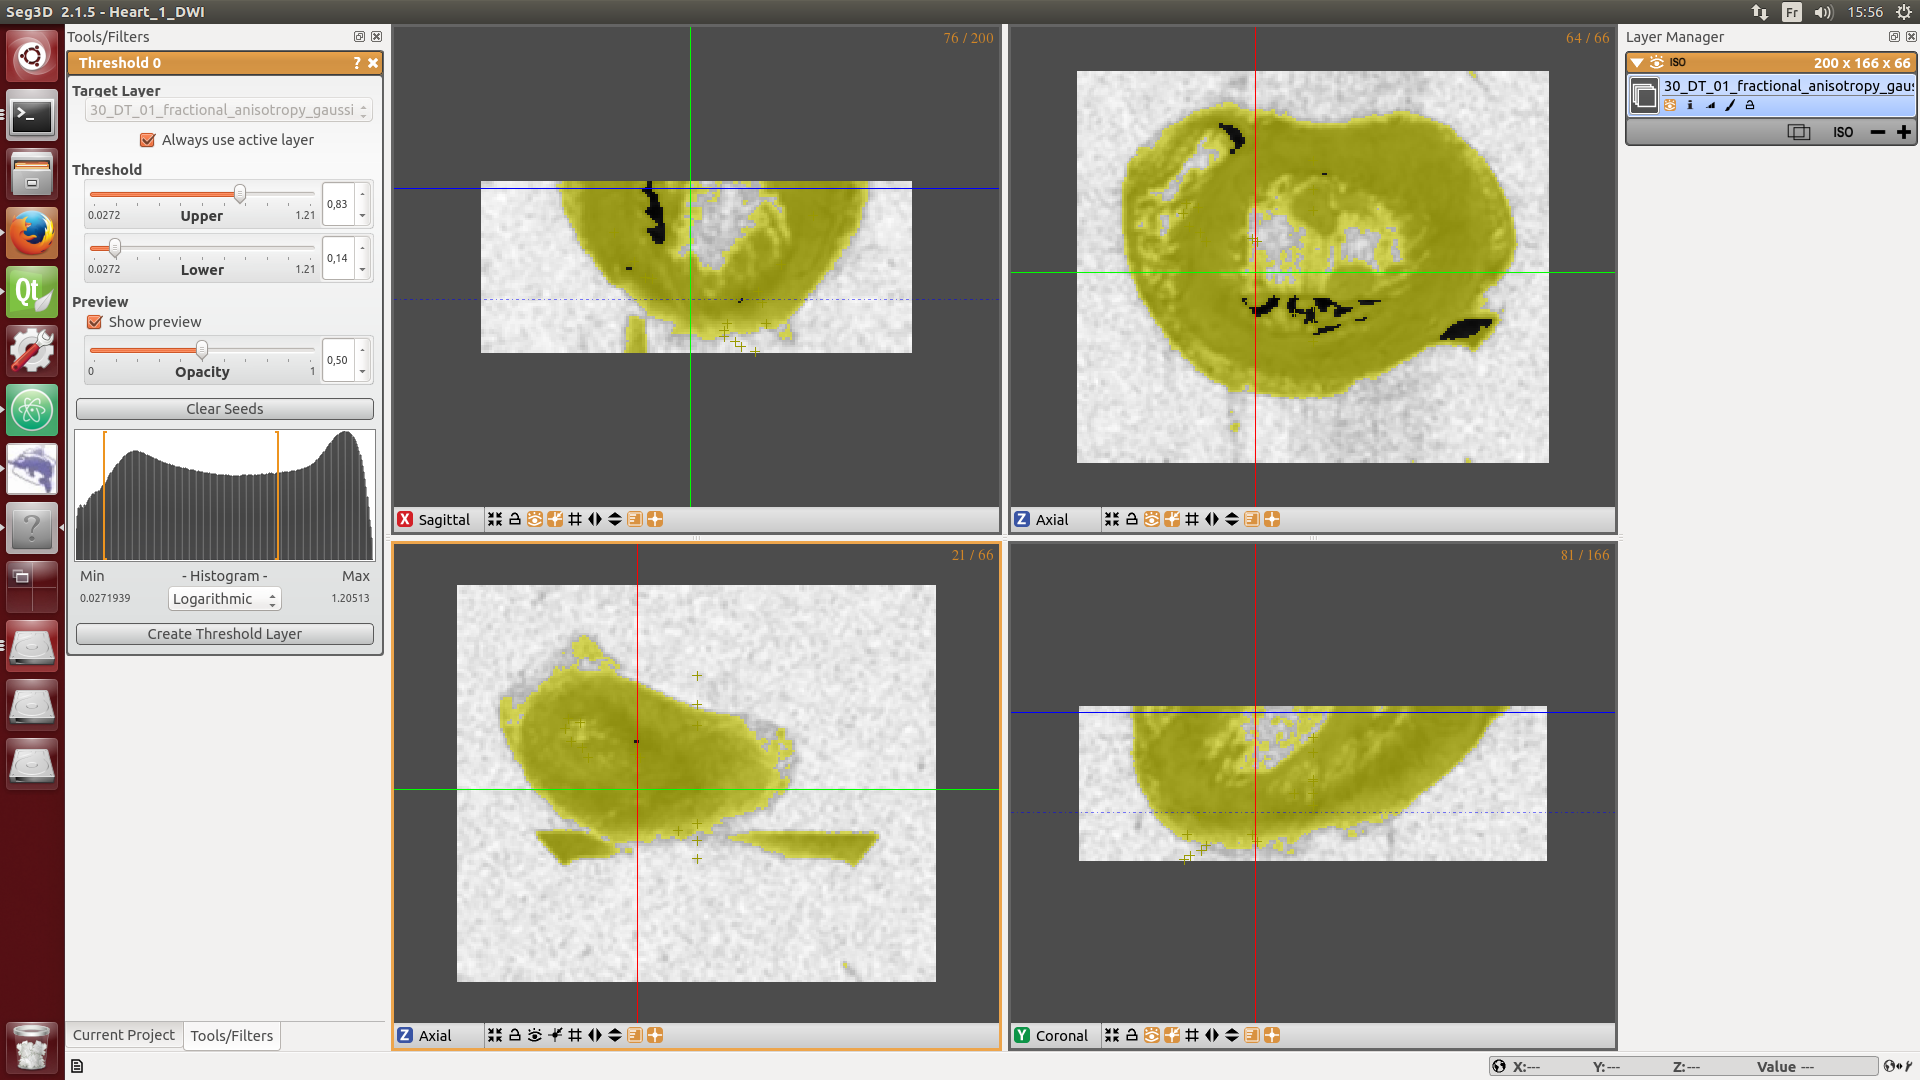 Seg3D 2.1.5 - Heart_1_DWI
Fr
15:56
Tools/Filters
Threshold 0
?
Target Layer
30_DT_01_fractional_anisotropy_gaussi
Always use active layer
Threshold
0,83
0.0272
Upper
1.21
0,14
0.0272
Lower
1.21
Preview
Show preview
0,50
0
Opacity
1
Clear Seeds
Min
- Histogram -
Max
0.0271939
Logarithmic
1.20513
Create Threshold Layer
Current Project
Tools/Filters
76 / 200
X
Sagittal
64 / 66
Z
Axial
21 / 66
Z
Axial
81 / 166
Y
Coronal
Layer Manager
ISO
200 x 166 x 66
30_DT_01_fractional_anisotropy_gaus
ISO
Qt
X:---
Y:---
Z:---
Value ---